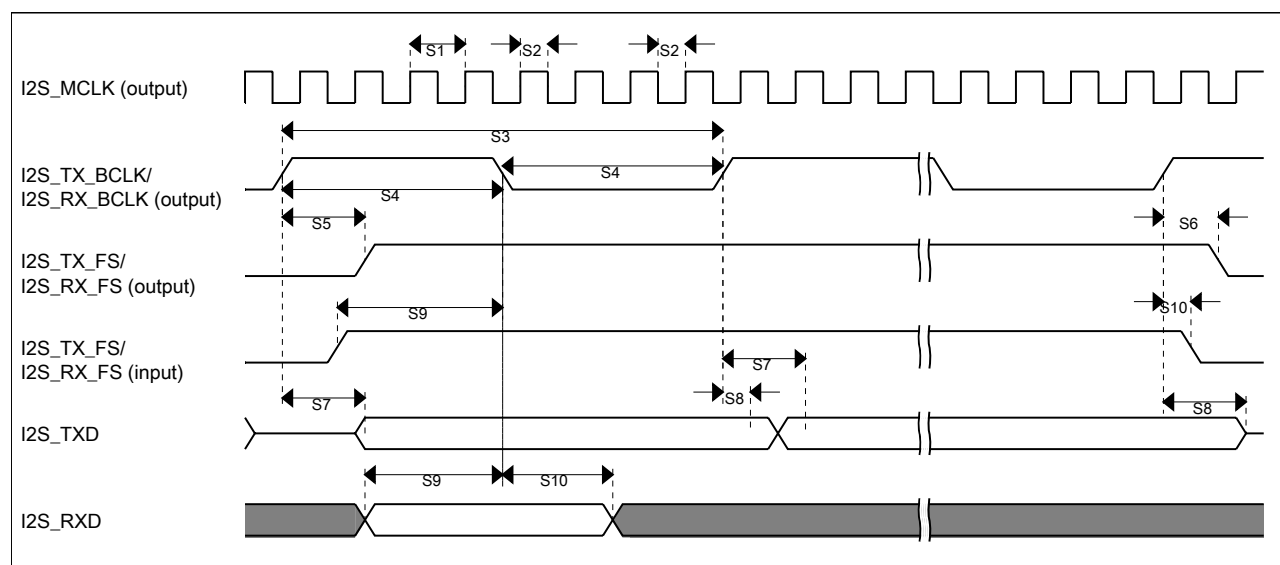 S1
S2
S2
I2S_MCLK (output)
S3
I2S_TX_BCLK/
I2S_RX_BCLK (output)
S4
S4
S5
S6
I2S_TX_FS/
I2S_RX_FS (output)
S9
S10
I2S_TX_FS/
I2S_RX_FS (input)
S7
S7
S8
S8
I2S_TXD
S9
S10
I2S_RXD